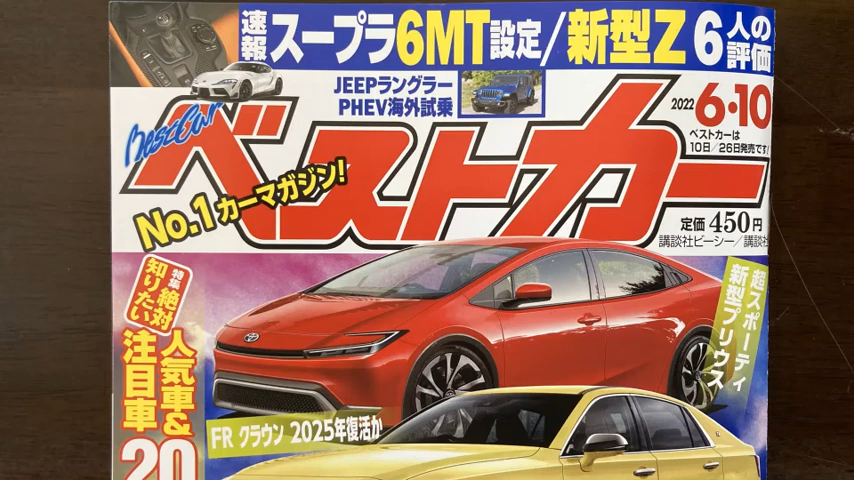 速報 スープラ6MT設定/新型Z 6人の評価
JEEPラングラー
PHEV海外試乗
2022 6・10
ベストカーは
10日/26日発売です!
BestCar
ベストカー
No.1 カーマガジン!
定価 450円
講談社ビーシー/講談社
超スポーティ
新型プリウス
特集 絶対
知りたい
人気車&
注目車
20
FR クラウン 2025年復活か